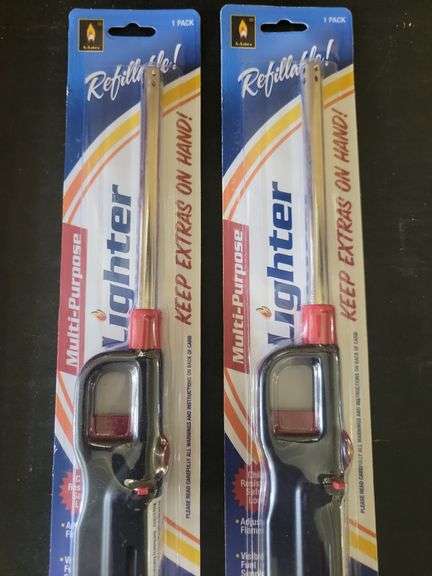 1 PACK
Refillable!
KEEP EXTRAS ON HAND!
Multi-Purpose
Lighter
PLEASE READ CAREFULLY ALL WARNINGS AND INSTRUCTIONS ON BACK OF CARD
1 PACK
Refillable!
KEEP EXTRAS ON HAND!
Multi-Purpose
Lighter
PLEASE READ CAREFULLY ALL WARNINGS AND INSTRUCTIONS ON BACK OF CARD